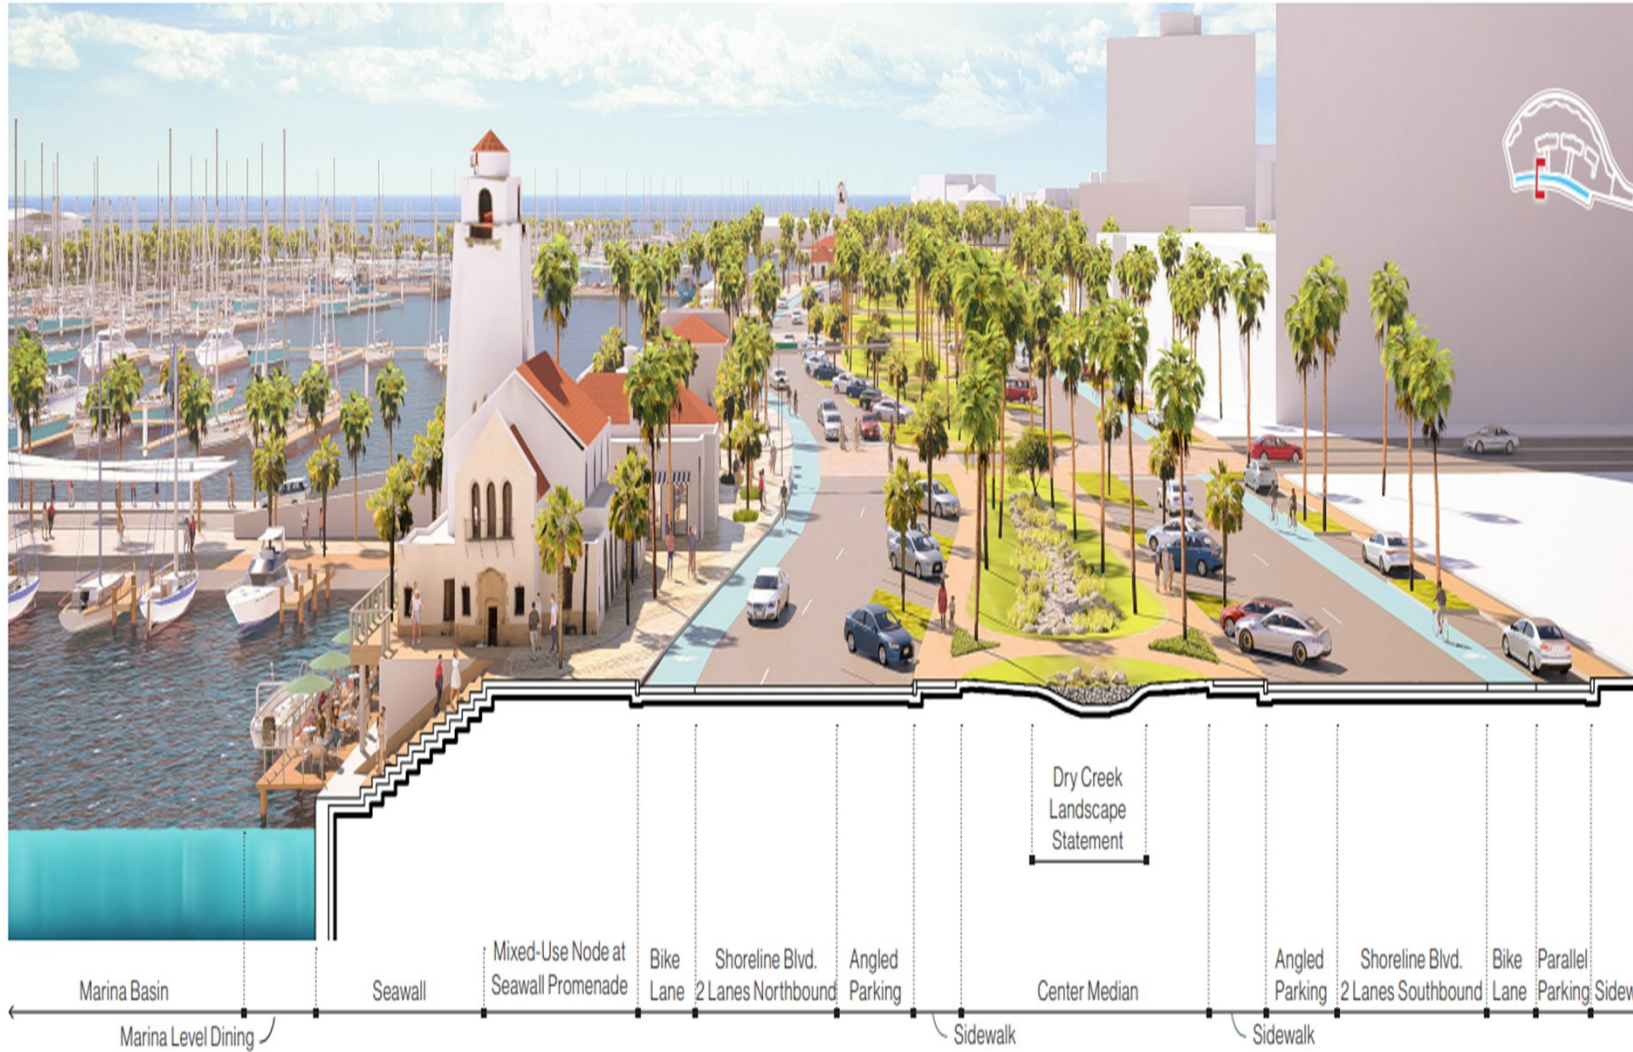 Dry Creek
Landscape
Statement
Marina Basin
Marina Level Dining
Seawall
Mixed-Use Node at
Seawall Promenade
Bike
Lane
Shoreline Blvd.
2 Lanes Northbound
Angled
Parking
Sidewalk
Center Median
Sidewalk
Angled
Parking
Shoreline Blvd.
2 Lanes Southbound
Bike
Lane
Parallel
Parking
Sidew